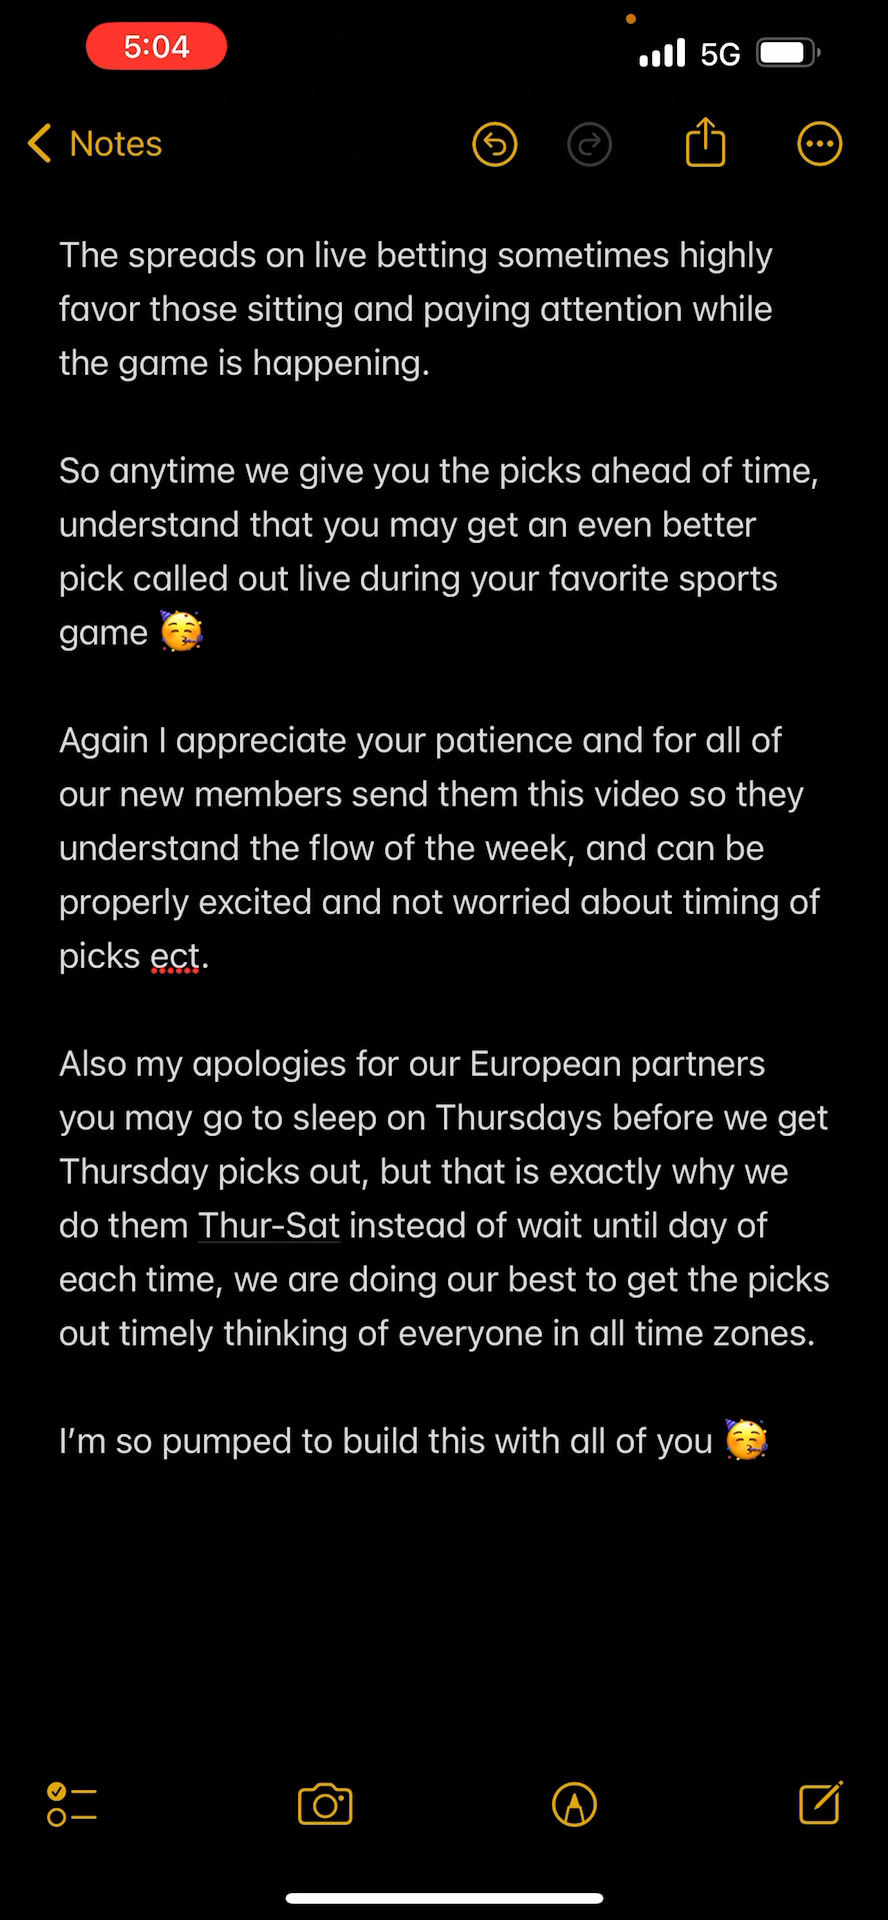 5:04
5G
Notes
The spreads on live betting sometimes highly
favor those sitting and paying attention while
the game is happening.
So anytime we give you the picks ahead of time,
understand that you may get an even better
pick called out live during your favorite sports
game 🥳
Again I appreciate your patience and for all of
our new members send them this video so they
understand the flow of the week, and can be
properly excited and not worried about timing of
picks ect.
Also my apologies for our European partners
you may go to sleep on Thursdays before we get
Thursday picks out, but that is exactly why we
do them Thur-Sat instead of wait until day of
each time, we are doing our best to get the picks
out timely thinking of everyone in all time zones.
I'm so pumped to build this with all of you 🥳